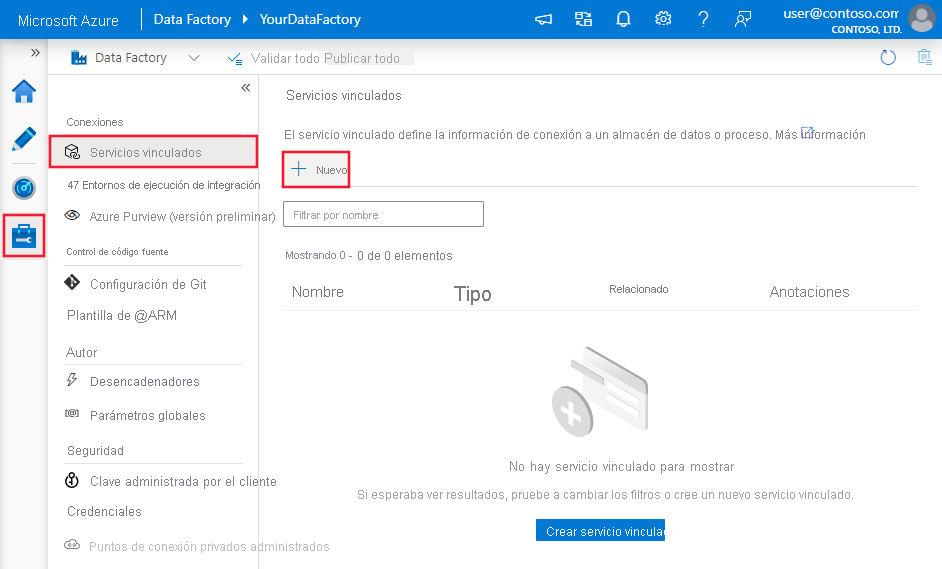 Microsoft Azure
Data Factory
YourDataFactory
user@contoso.com
CONTOSO, LTD.
Data Factory
Validar todo
Publicar todo
Conexiones
Servicios vinculados
47 Entornos de ejecución de integración
Azure Purview (versión preliminar)
Control de código fuente
Configuración de Git
Plantilla de @ARM
Autor
Desencadenadores
Parámetros globales
Seguridad
Clave administrada por el cliente
Credenciales
Puntos de conexión privados administrados
Servicios vinculados
El servicio vinculado define la información de conexión a un almacén de datos o proceso. Más información
Nuevo
Filtrar por nombre
Mostrando 0 - 0 de 0 elementos
Nombre
Tipo
Relacionado
Anotaciones
No hay servicio vinculado para mostrar
Si esperaba ver resultados, pruebe a cambiar los filtros o cree un nuevo servicio vinculado.
Crear servicio vincula